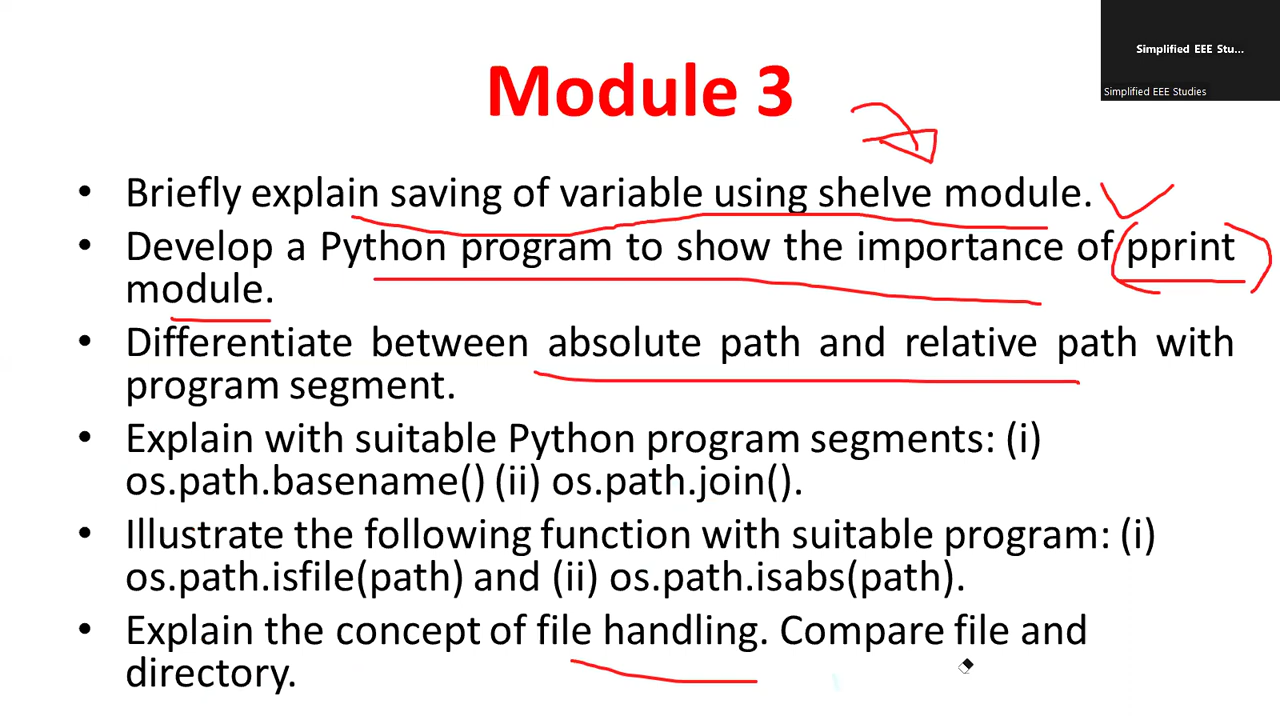 Simplified EEE Stu...
Simplified EEE Studies
Module 3
• Briefly explain saving of variable using shelve module.
• Develop a Python program to show the importance of pprint
module.
• Differentiate between absolute path and relative path with
program segment.
• Explain with suitable Python program segments: (i)
os.path.basename() (ii) os.path.join().
• Illustrate the following function with suitable program: (i)
os.path.isfile(path) and (ii) os.path.isabs(path).
• Explain the concept of file handling. Compare file and
directory.